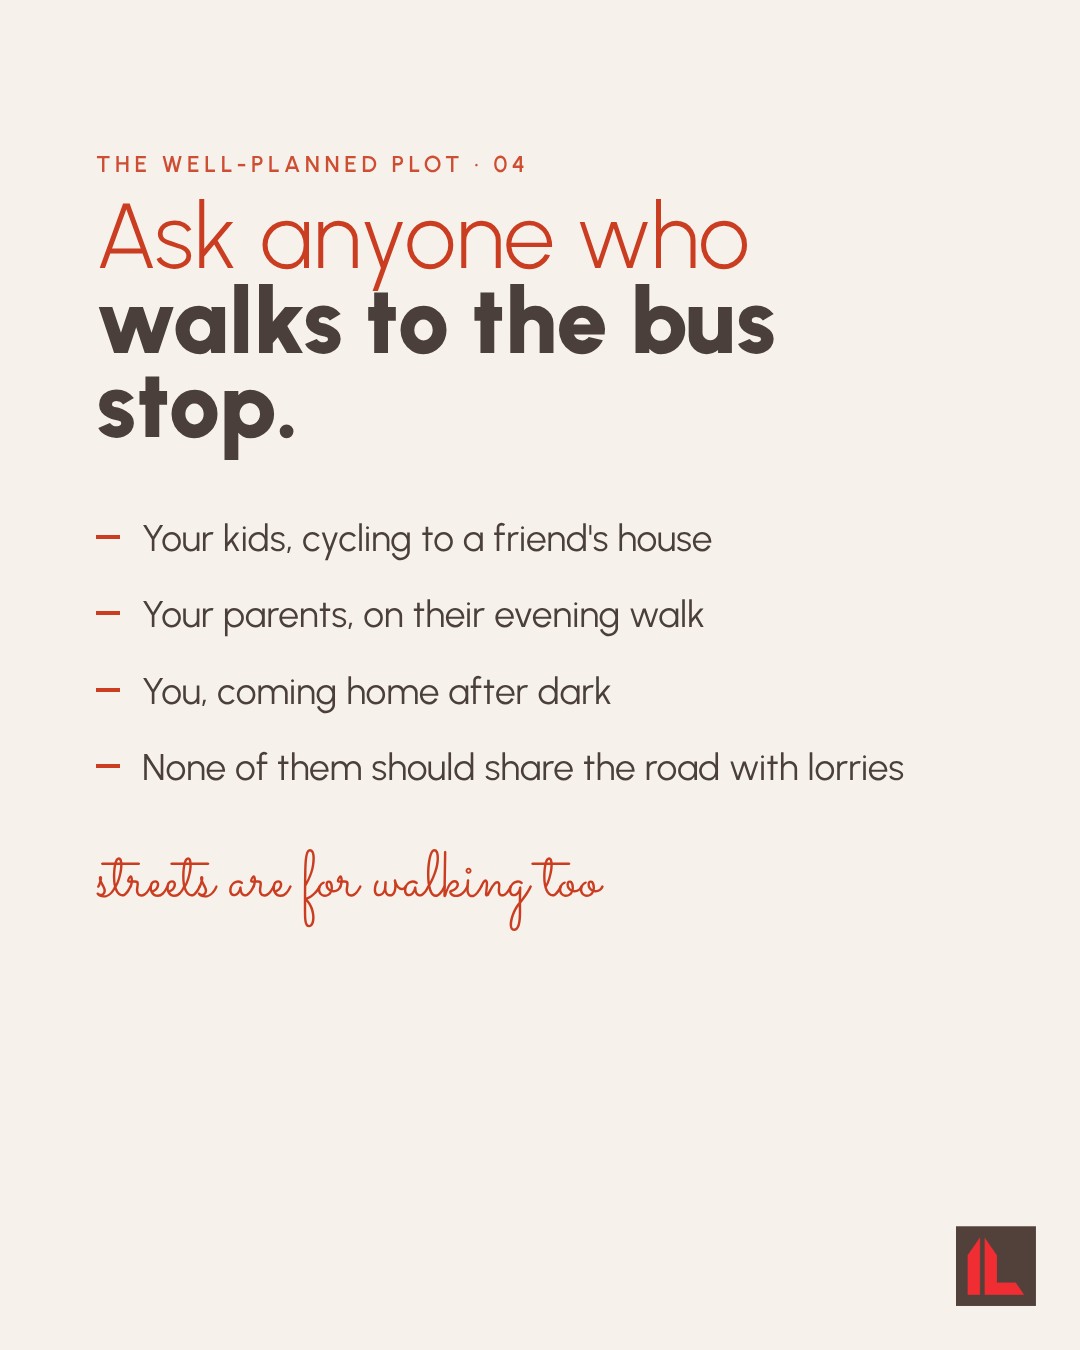 THE WELL-PLANNED PLOT · 04
Ask anyone who
walks to the bus
stop.
Your kids, cycling to a friend's house
Your parents, on their evening walk
You, coming home after dark
None of them should share the road with lorries
streets are for walking too